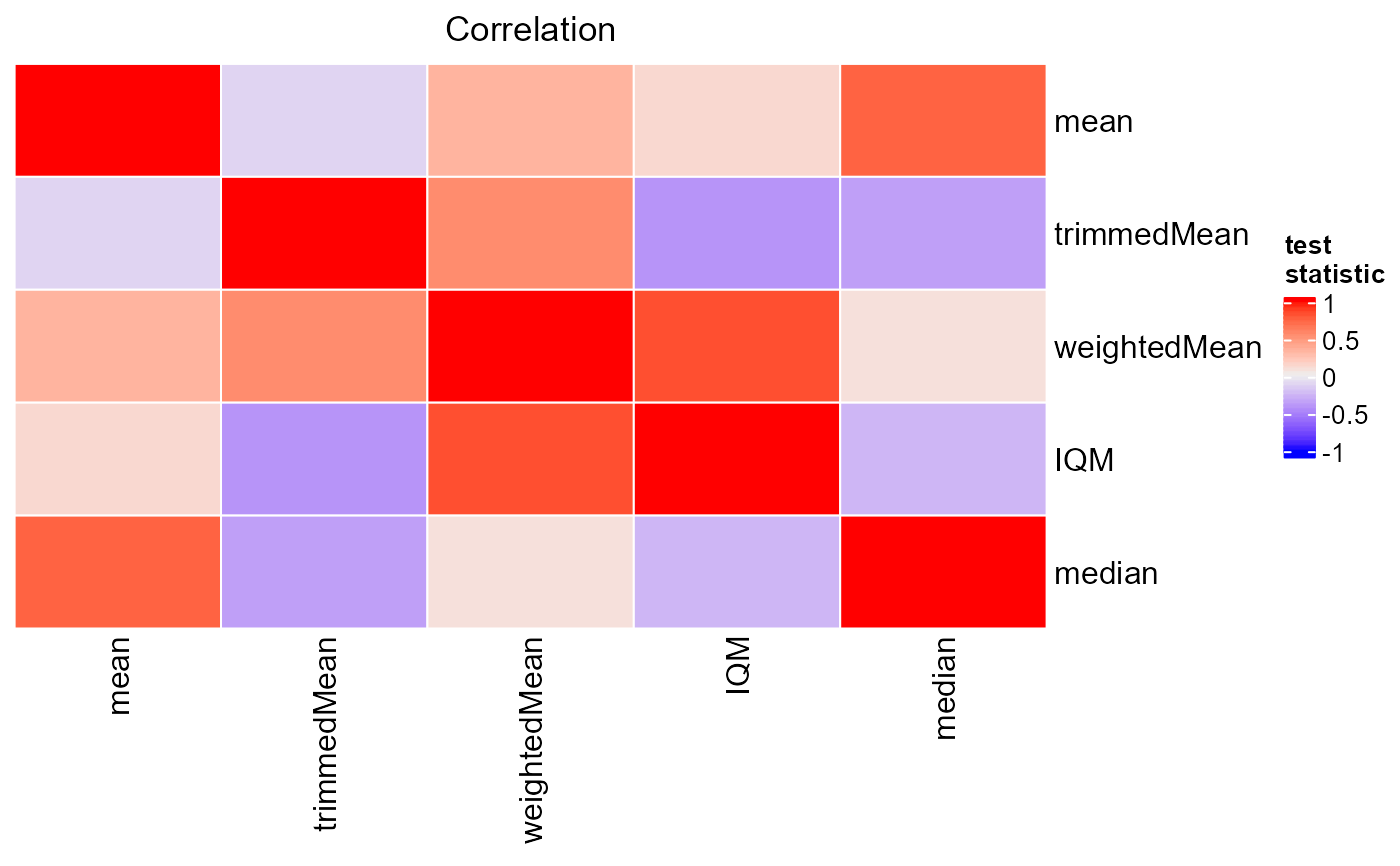 Correlation
mean
trimmedMean
weightedMean
IQM
median
mean
trimmedMean
weightedMean
IQM
median
test
statistic
1
0.5
0
-0.5
-1